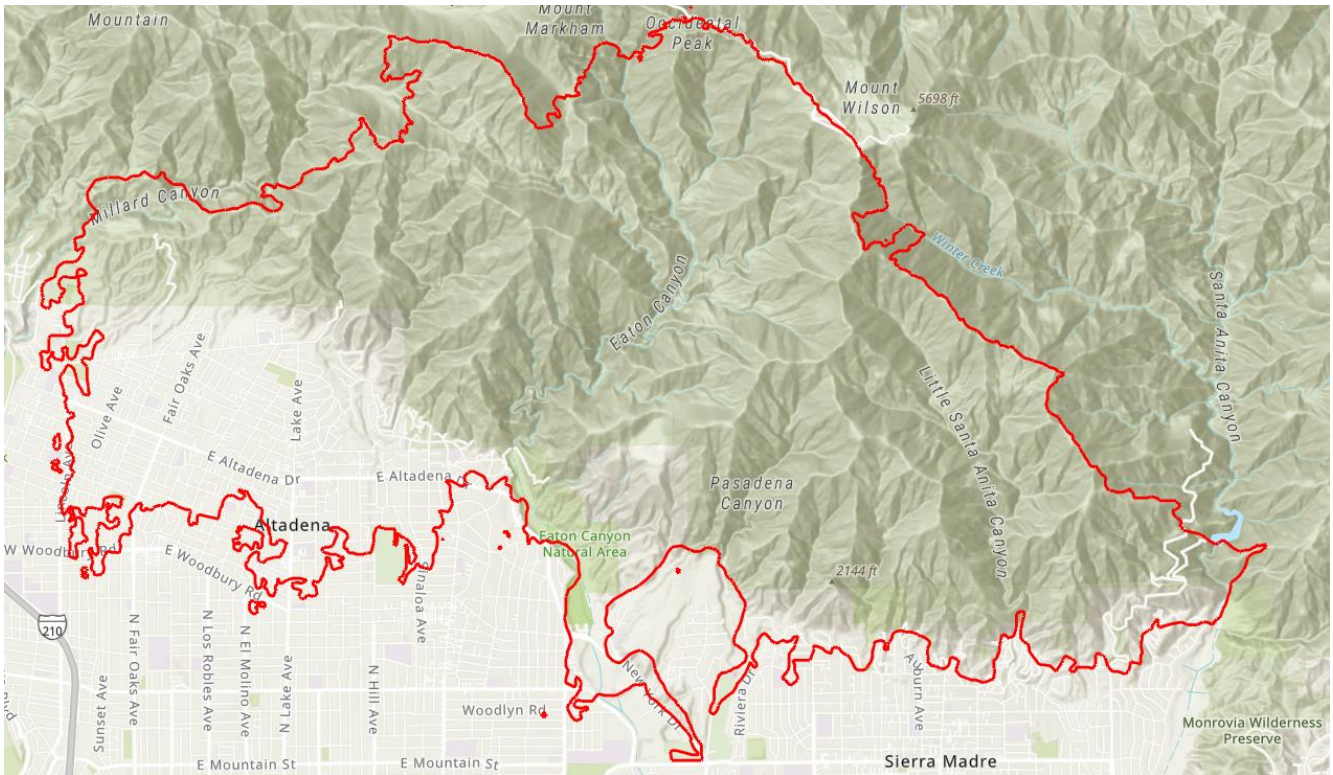 Mountain
Mount
Markham
Occidental
Peak
Mount
Wilson
5698 ft
Millard Canyon
Winter Creek
Eaton Canyon
Santa Anita Canyon
Little Santa Anita Canyon
Olive Ave
Fair Oaks Ave
Lake Ave
E Altadena Dr
E Altadena
Pasadena
Canyon
Lincoln Ave
Altadena
Eaton Canyon
Natural Area
W Woodbury Rd
E Woodbury Rd
2144 ft
210
Sunset Ave
N Fair Oaks Ave
N Los Robles Ave
N El Molino Ave
N Lake Ave
N Hill Ave
New York Dr
Riviera Dr
Auburn Ave
Woodlyn Rd
Monrovia Wilderness
Preserve
E Mountain St
E Mountain St
Sierra Madre